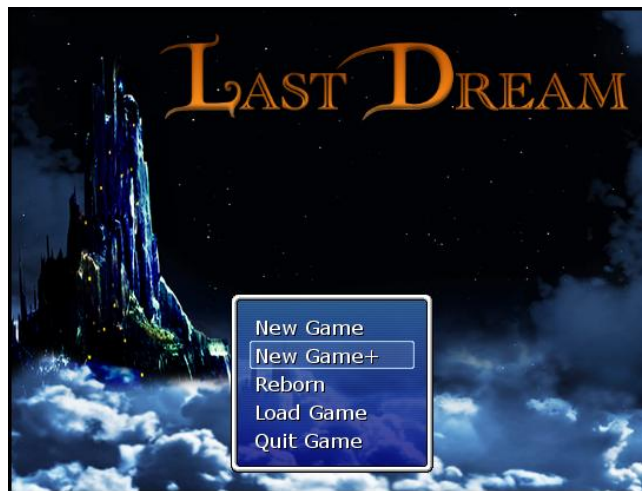 LAST DREAM
New Game
New Game+
Reborn
Load Game
Quit Game